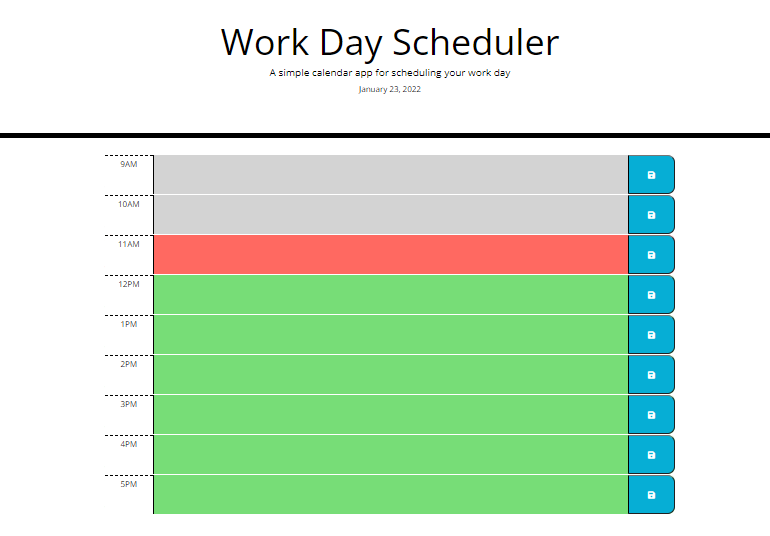 Work Day Scheduler
A simple calendar app for scheduling your work day
January 23, 2022
9AM
10AM
11AM
12PM
1PM
2PM
3PM
4PM
5PM